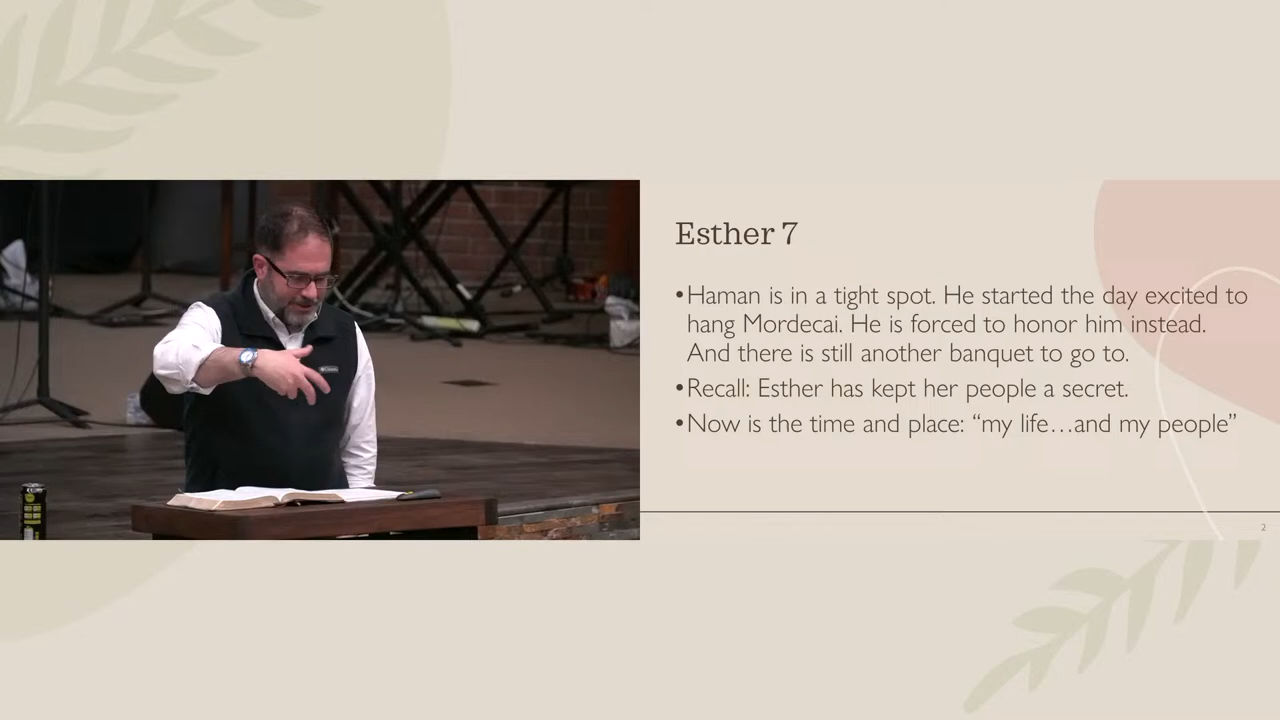 Esther 7
•Haman is in a tight spot. He started the day excited to
hang Mordecai. He is forced to honor him instead.
And there is still another banquet to go to.
•Recall: Esther has kept her people a secret.
•Now is the time and place: “my life…and my people”
2